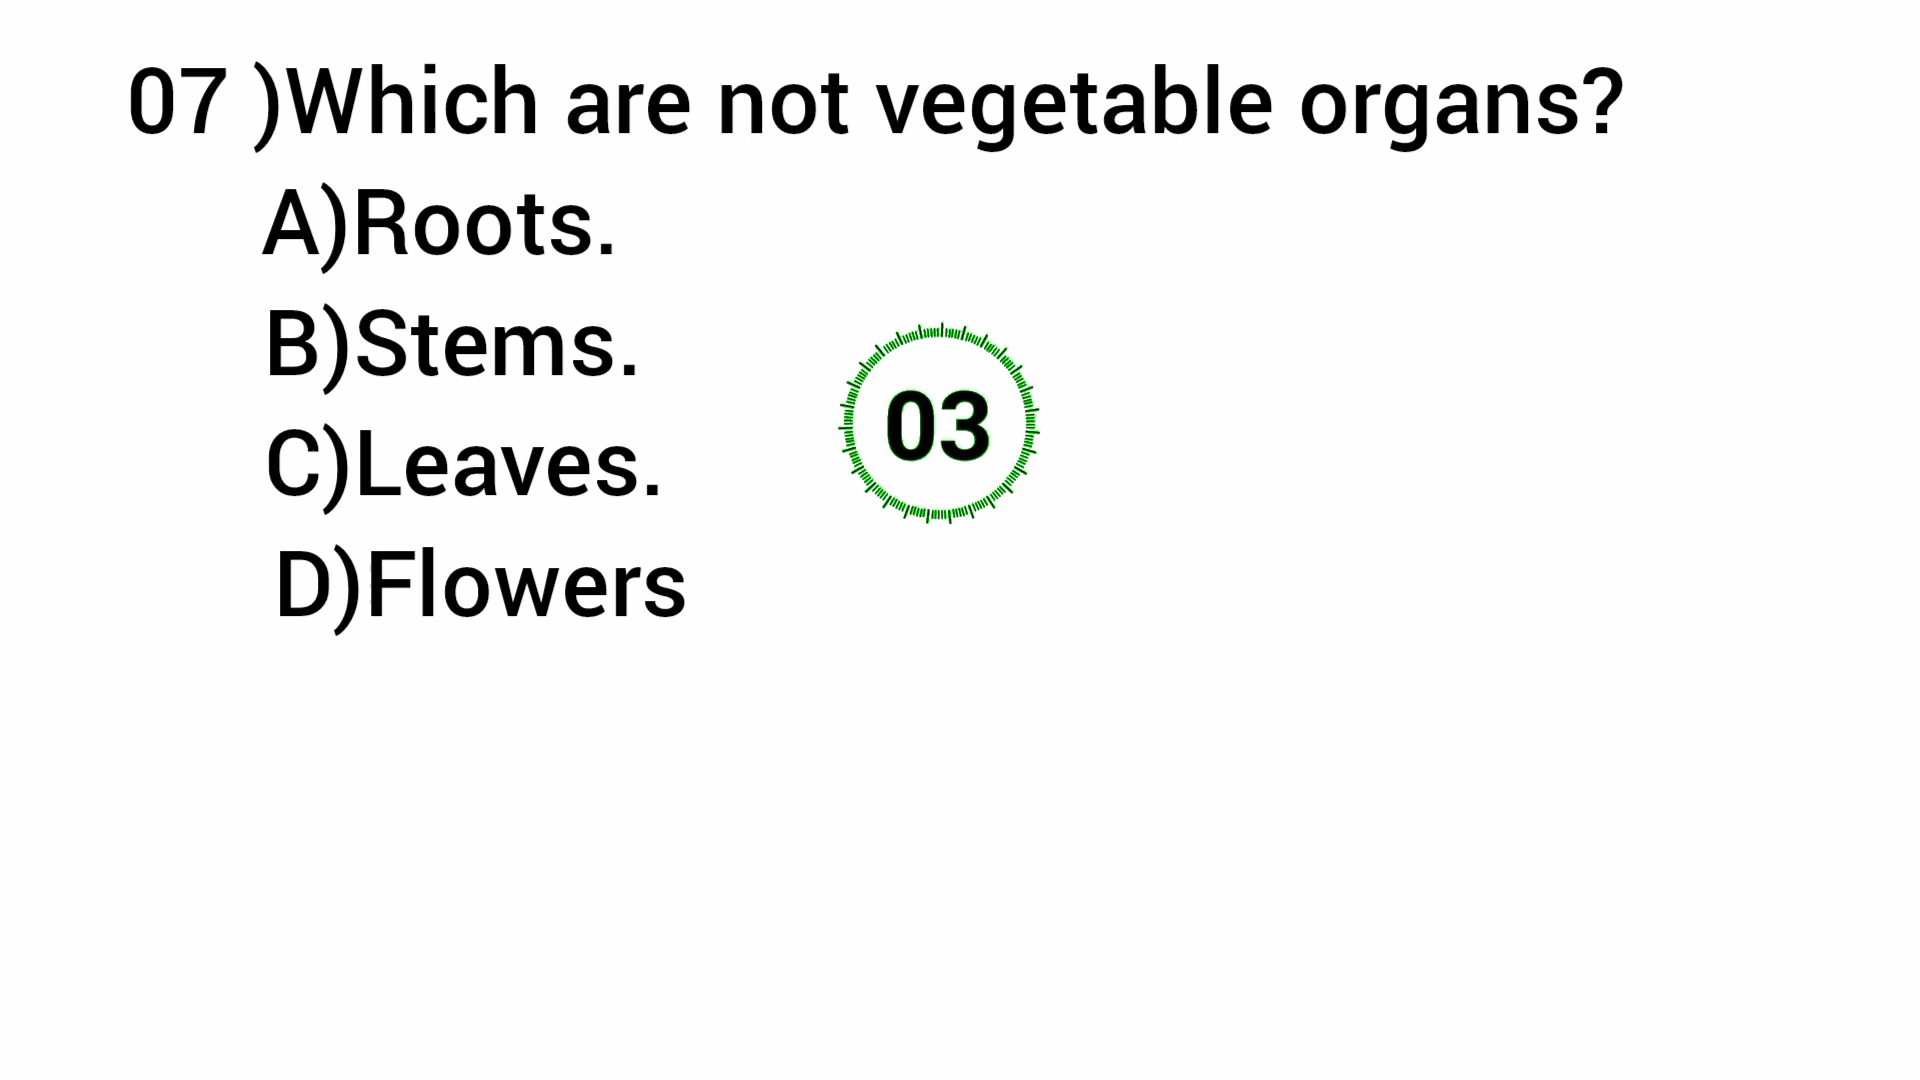 07 )Which are not vegetable organs?
A)Roots.
B)Stems.
C)Leaves.
D)Flowers
03